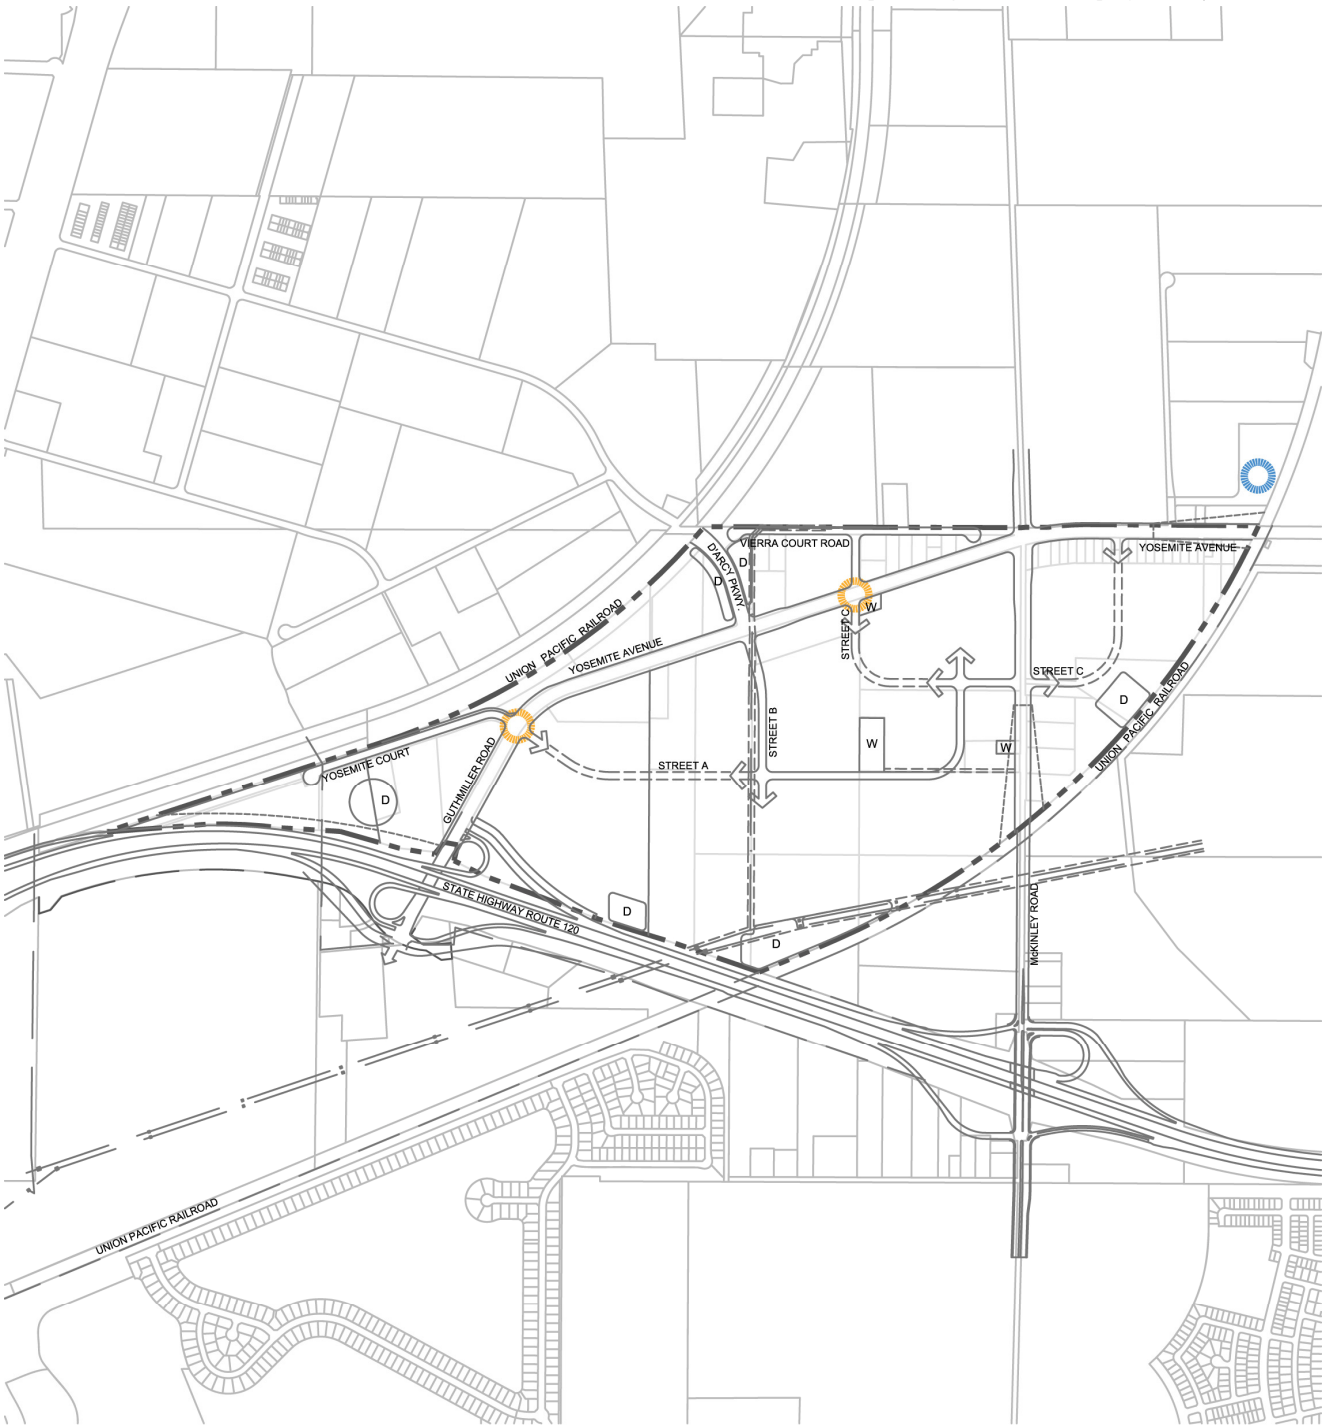 VIERRA COURT ROAD
YOSEMITE AVENUE
D'ARCY PKWY.
D
D
UNION PACIFIC RAILROAD
W
STREET C
YOSEMITE AVENUE
STREET C
D
UNION PACIFIC RAILROAD
STREET B
W
W
YOSEMITE COURT
GUTHMILLER ROAD
STREET A
D
D
STATE HIGHWAY ROUTE 120
D
McKINLEY ROAD
UNION PACIFIC RAILROAD